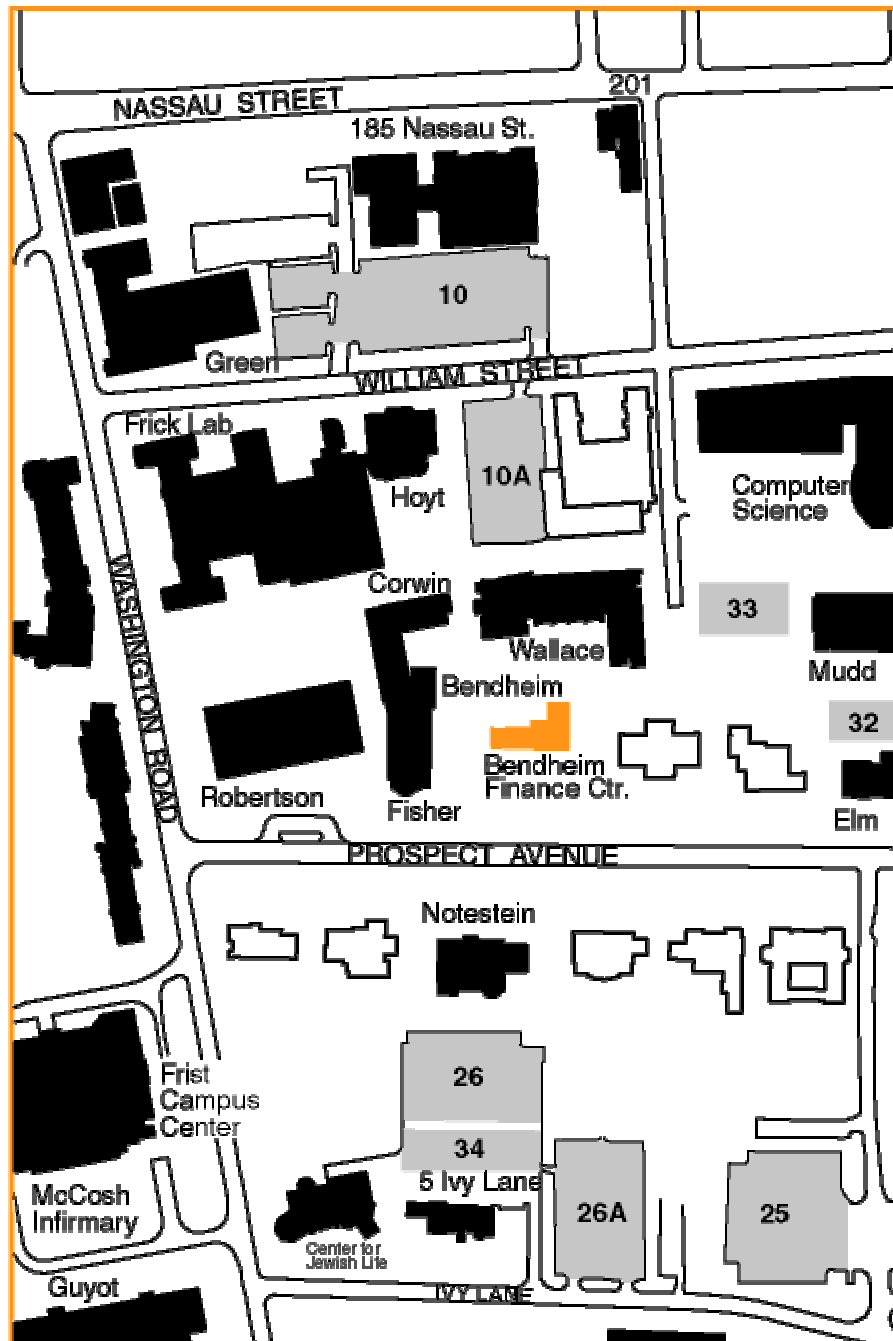 201
NASSAU STREET
185 Nassau St.
10
Green
WILLIAM STREET
Frick Lab
10A
Hoyt
Computer
Science
WASHINGTON ROAD
Corwin
33
Wallace
Mudd
Bendheim
32
Bendheim
Finance Ctr.
Robertson
Fisher
Elm
PROSPECT AVENUE
Notestein
26
Frist
Campus
Center
34
5 Ivy Lane
McCosh
Infirmary
26A
25
Center for
Jewish Life
Guyot
IVY LANE